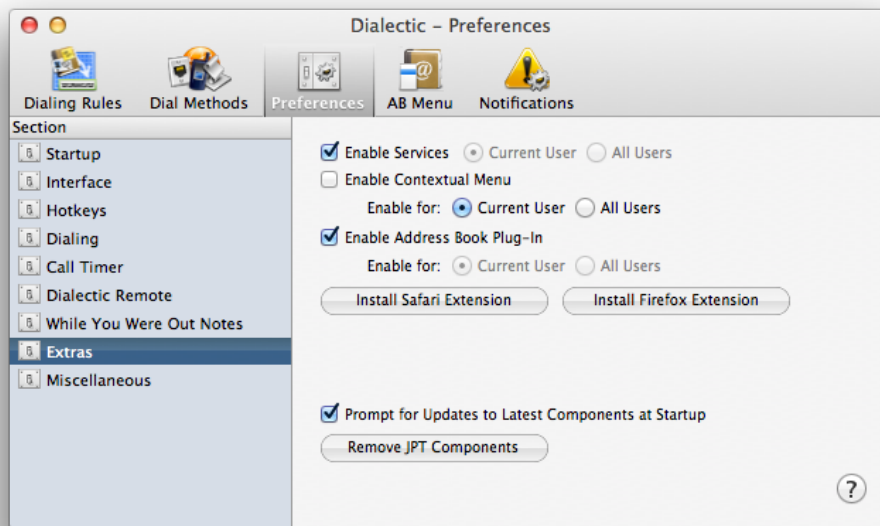 Dialectic – Preferences
Dialing Rules Dial Methods Preferences AB Menu Notifications
Section
Startup
Interface
Hotkeys
Dialing
Call Timer
Dialectic Remote
While You Were Out Notes
Extras
Miscellaneous
Enable Services Current User All Users
Enable Contextual Menu
Enable for: Current User All Users
Enable Address Book Plug-In
Enable for: Current User All Users
Install Safari Extension Install Firefox Extension
Prompt for Updates to Latest Components at Startup
Remove JPT Components
?